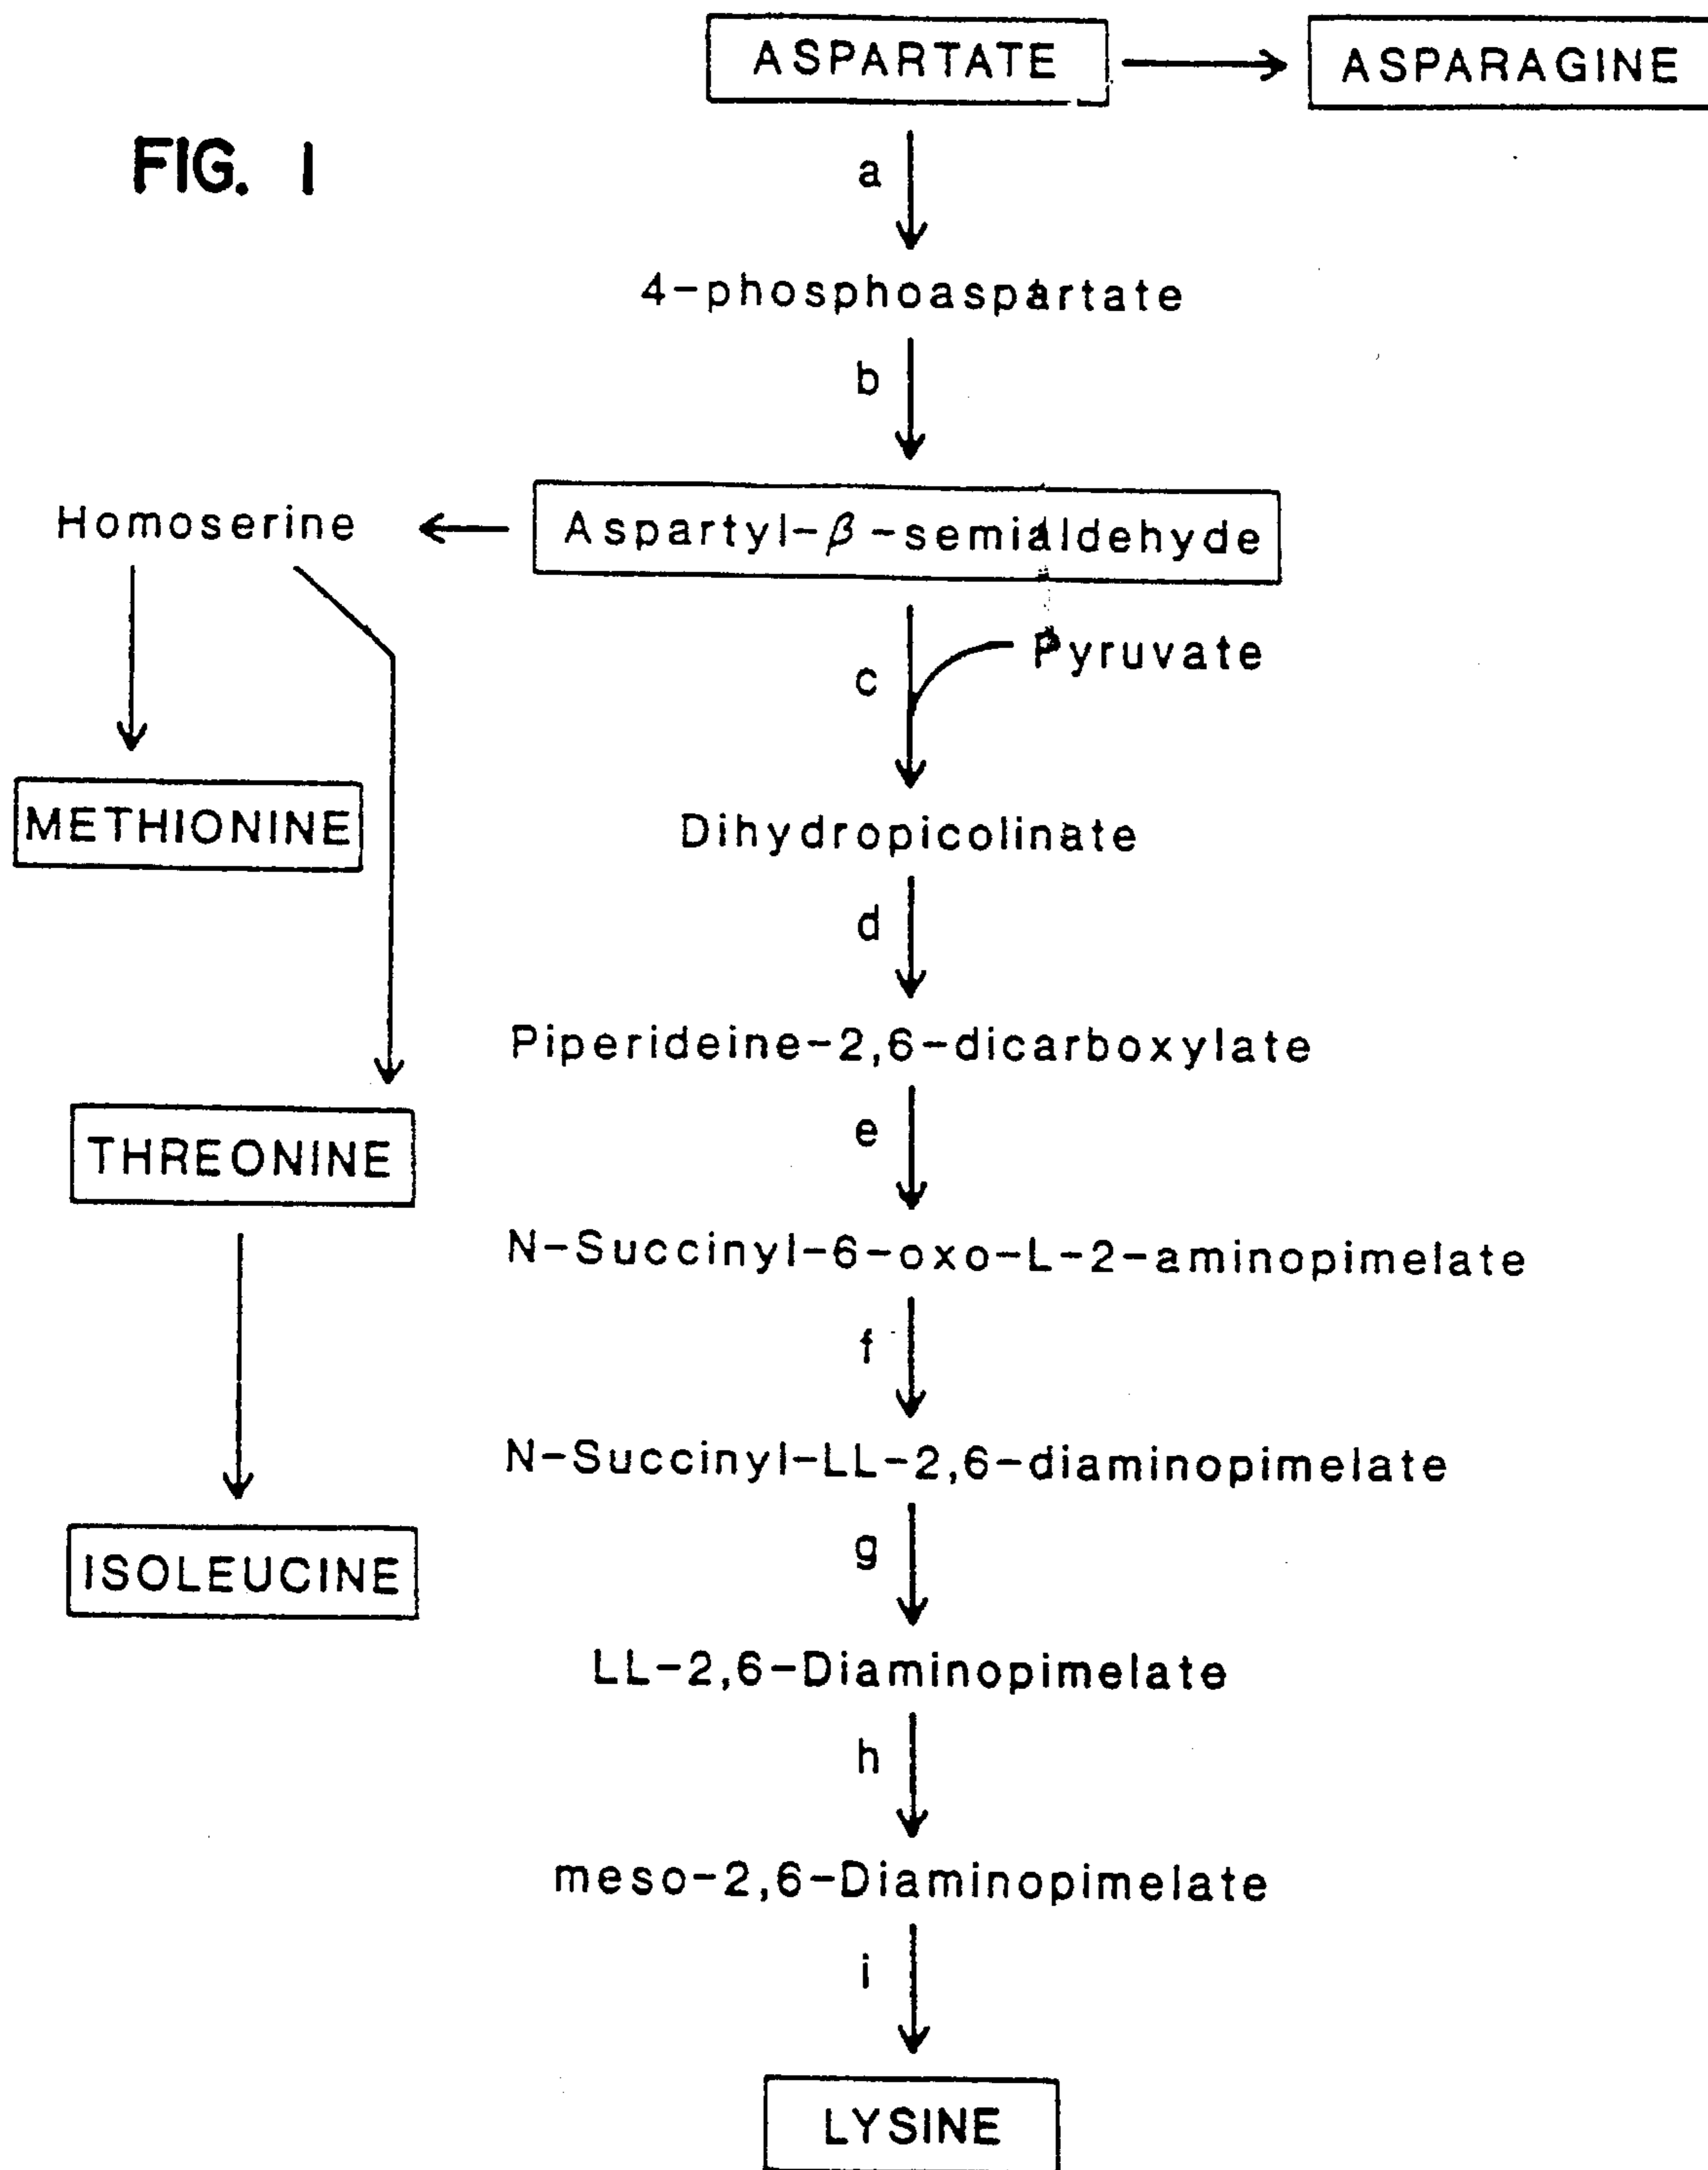 ASPARTATE
ASPARAGINE
FIG. 1
a
4-phosphoaspartate
b
Homoserine
Aspartyl-β-semialdehyde
Pyruvate
c
METHIONINE
Dihydropicolinate
d
Piperideine-2,6-dicarboxylate
e
THREONINE
N-Succinyl-6-oxo-L-2-aminopimelate
f
N-Succinyl-LL-2,6-diaminopimelate
g
ISOLEUCINE
LL-2,6-Diaminopimelate
h
meso-2,6-Diaminopimelate
i
LYSINE